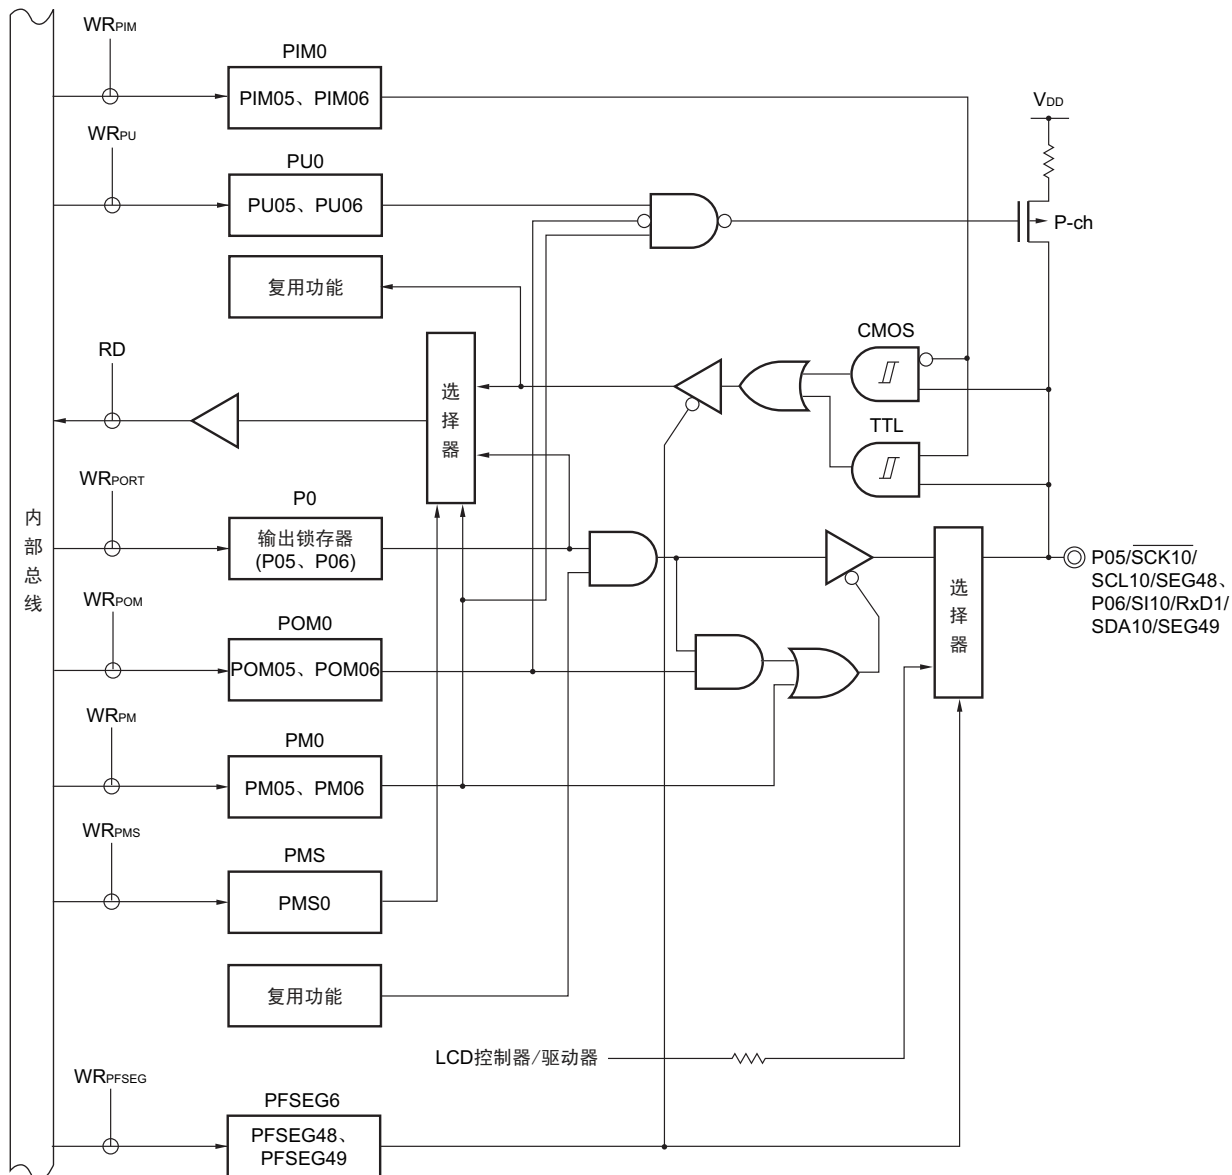 WRPIM
PIM0
PIM05、PIM06
VDD
WRPU
PU0
PU05、PU06
P-ch
复用功能
CMOS
RD
选择器
TTL
WRPORT
P0
输出锁存器
(P05、P06)
内部总线
选择器
P05/SCK10/
SCL10/SEG48、
P06/SI10/RxD1/
SDA10/SEG49
WRPOM
POM0
POM05、POM06
WRPM
PM0
PM05、PM06
WRPMS
PMS
PMS0
复用功能
LCD控制器/驱动器
WRPFSEG
PFSEG6
PFSEG48、
PFSEG49